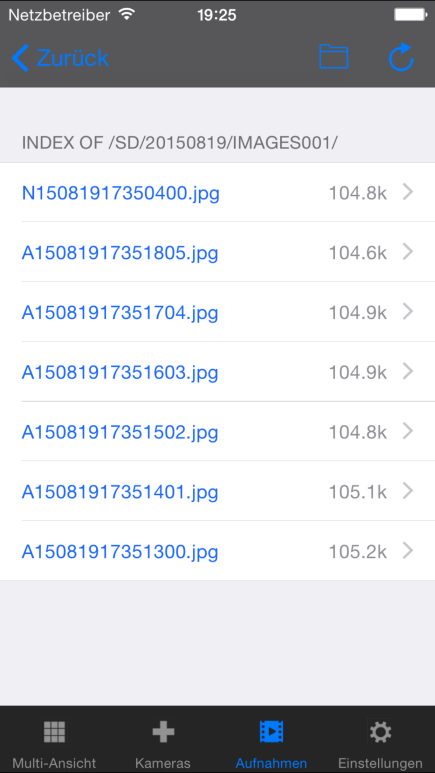 Netzbetreiber 19:25
Zurück
INDEX OF /SD/20150819/IMAGES001/
N15081917350400.jpg 104.8k
A15081917351805.jpg 104.6k
A15081917351704.jpg 104.9k
A15081917351603.jpg 104.9k
A15081917351502.jpg 104.8k
A15081917351401.jpg 105.1k
A15081917351300.jpg 105.2k
Multi-Ansicht Kameras Aufnahmen Einstellungen